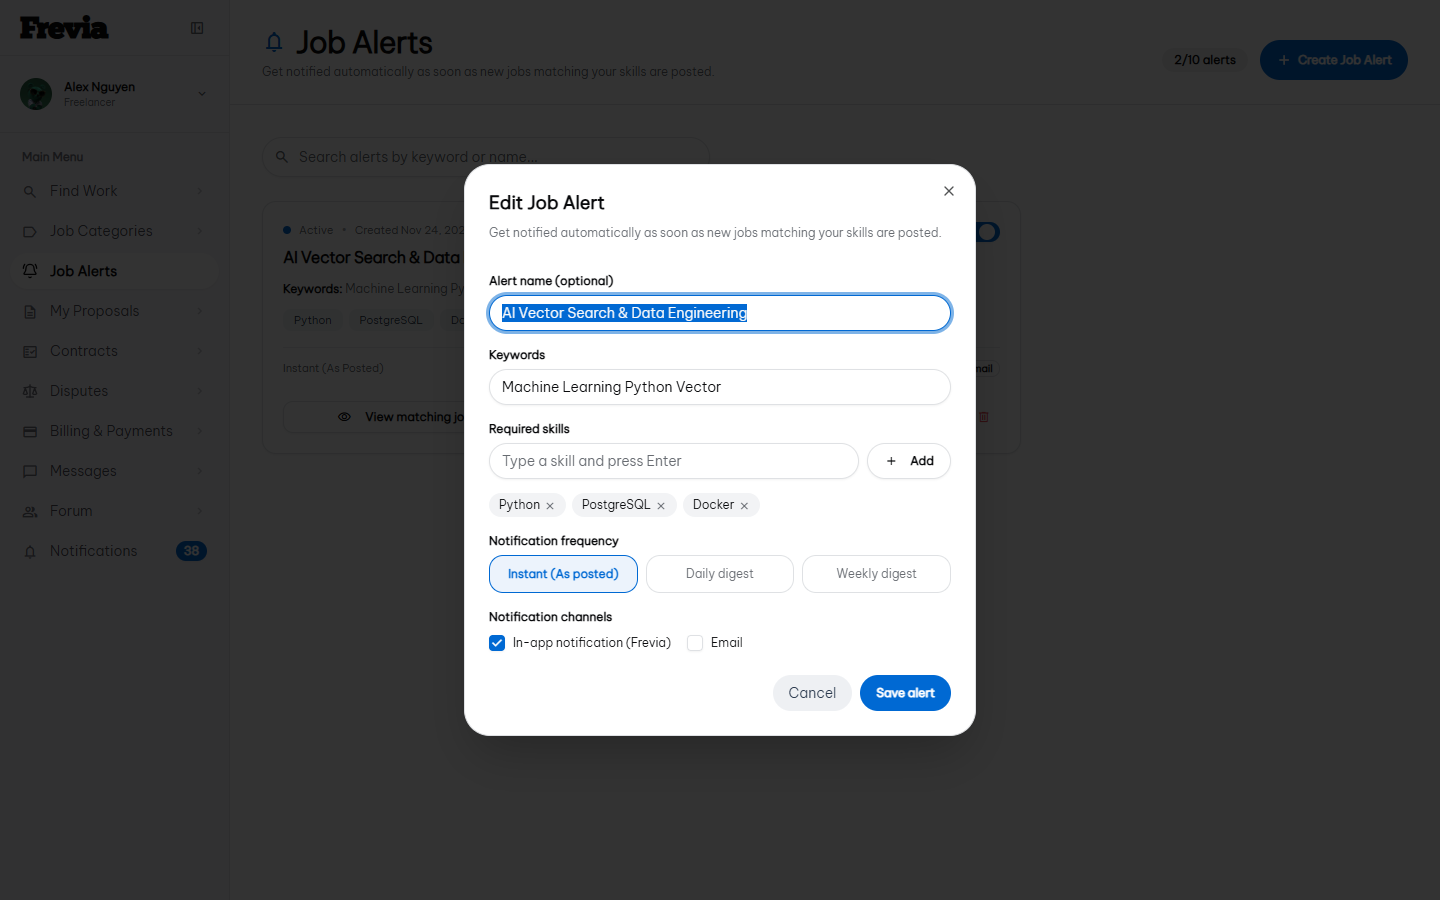 Frevia
Alex Nguyen
Freelancer
Main Menu
Find Work
Job Categories
Job Alerts
My Proposals
Contracts
Disputes
Billing & Payments
Messages
Forum
Notifications
38
Job Alerts
Get notified automatically as soon as new jobs matching your skills are posted.
2/10 alerts
Create Job Alert
Search alerts by keyword or name...
Active • Created Nov 24, 202
AI Vector Search & Data
Keywords: Machine Learning Py
Python
PostgreSQL
Do
Instant (As Posted)
View matching jo
Edit Job Alert
Get notified automatically as soon as new jobs matching your skills are posted.
Alert name (optional)
AI Vector Search & Data Engineering
Keywords
Machine Learning Python Vector
Required skills
Type a skill and press Enter
Add
Python
PostgreSQL
Docker
Notification frequency
Instant (As posted)
Daily digest
Weekly digest
Notification channels
In-app notification (Frevia)
Email
Cancel
Save alert